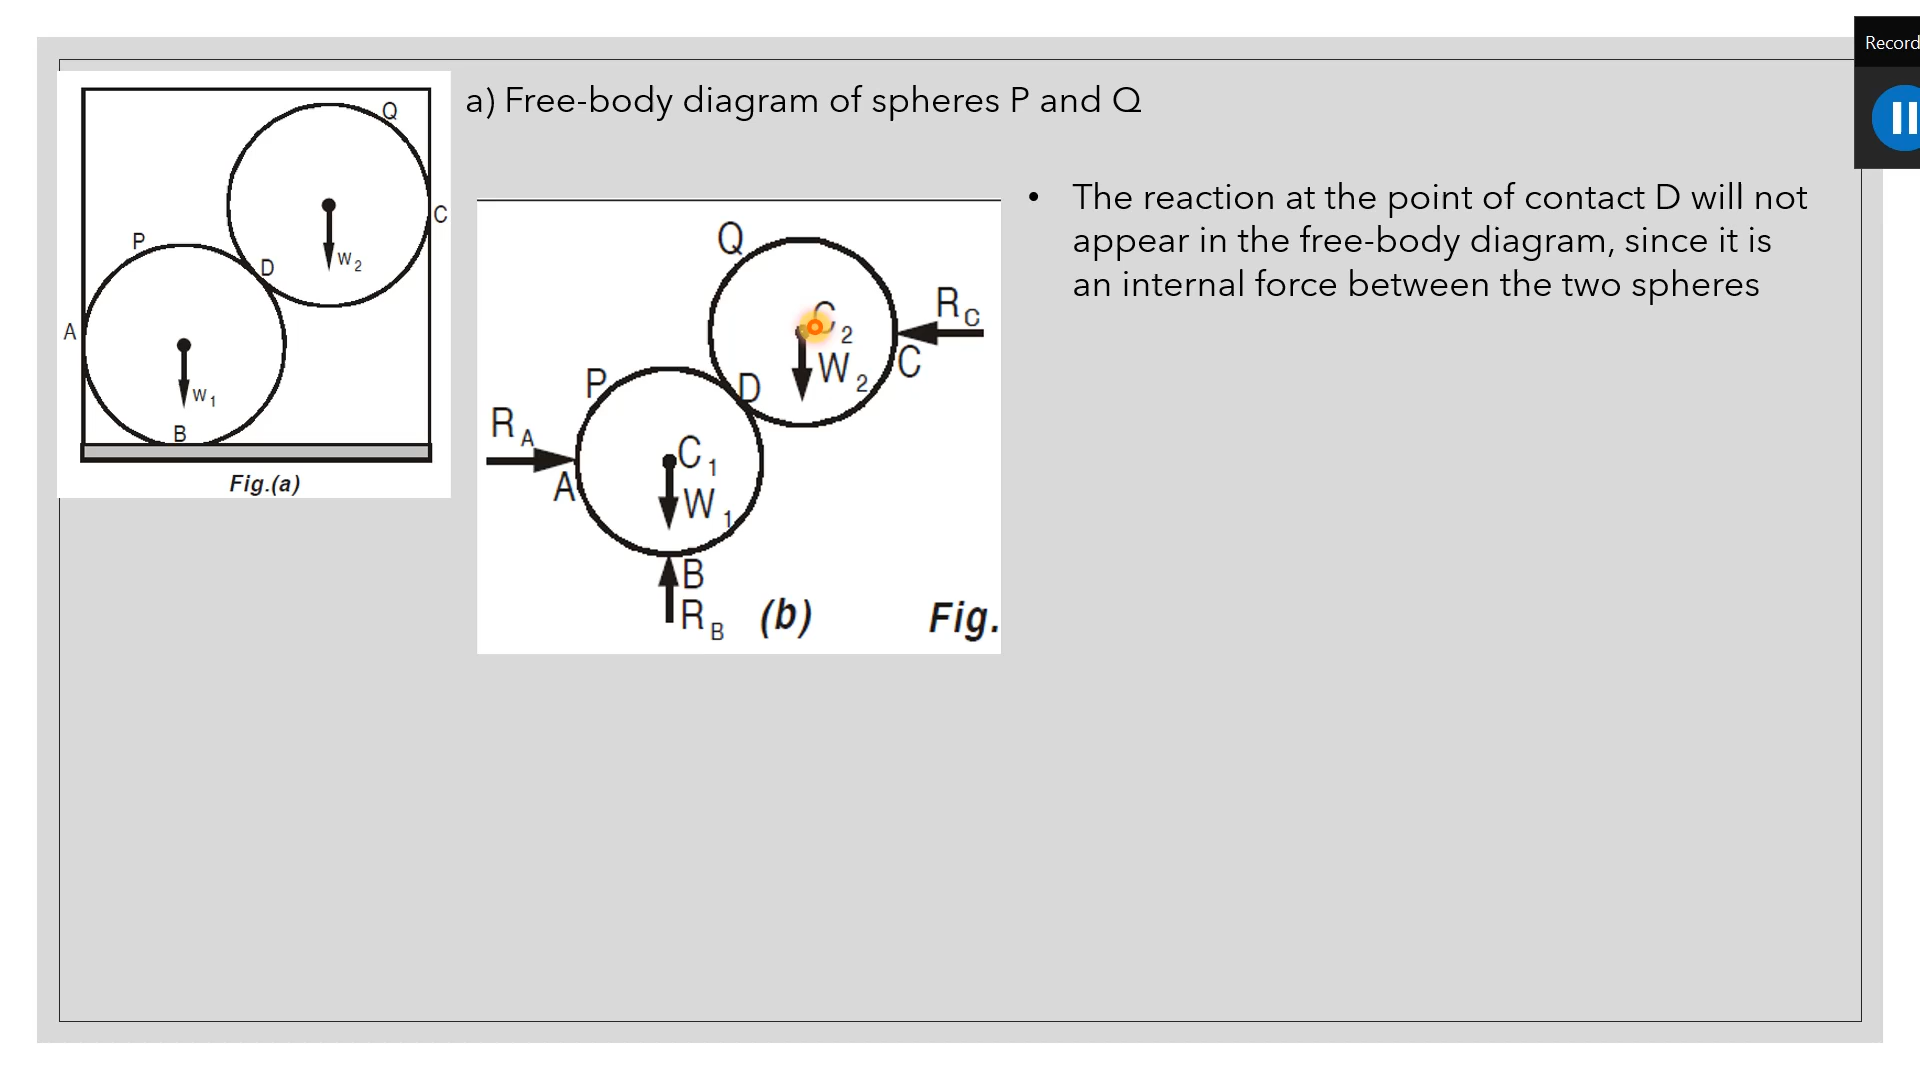 Record
a) Free-body diagram of spheres P and Q
Q
C
W2
P
D
A
W1
B
Fig.(a)
Q
RC
C2
W2
C
P
D
RA
C1
A
W1
B
RB
(b)
Fig.
• The reaction at the point of contact D will not
appear in the free-body diagram, since it is
an internal force between the two spheres